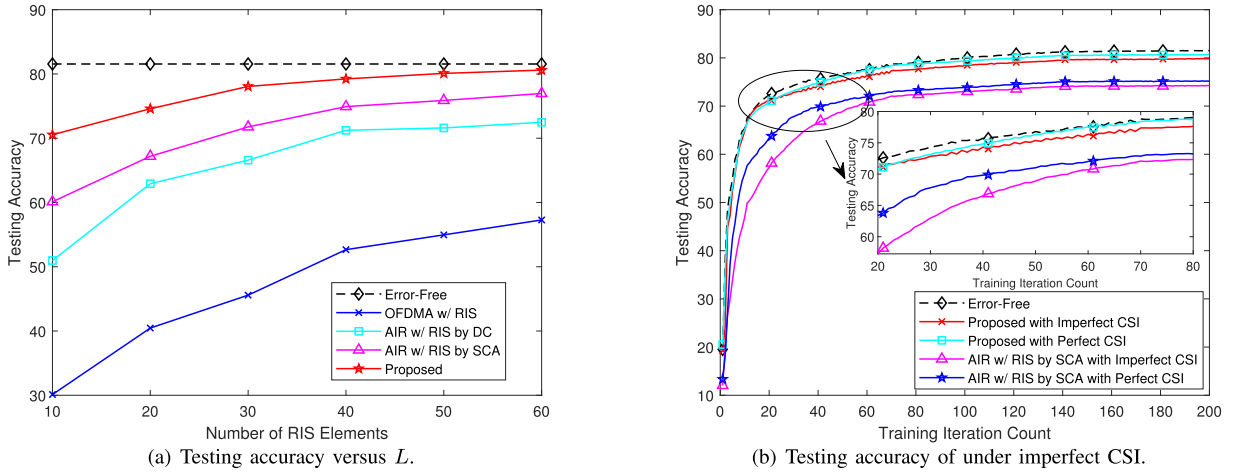 90
80
70
60
50
40
30
Testing Accuracy
10
20
30
40
50
60
Number of RIS Elements
Error-Free
OFDMA w/ RIS
AIR w/ RIS by DC
AIR w/ RIS by SCA
Proposed
(a) Testing accuracy versus L.
90
80
70
60
50
40
30
20
10
Testing Accuracy
0
20
40
60
80
100
120
140
160
180
200
Training Iteration Count
80
75
70
65
60
Testing Accuracy
20
30
40
50
60
70
80
Training Iteration Count
Error-Free
Proposed with Imperfect CSI
Proposed with Perfect CSI
AIR w/ RIS by SCA with Imperfect CSI
AIR w/ RIS by SCA with Perfect CSI
(b) Testing accuracy of under imperfect CSI.